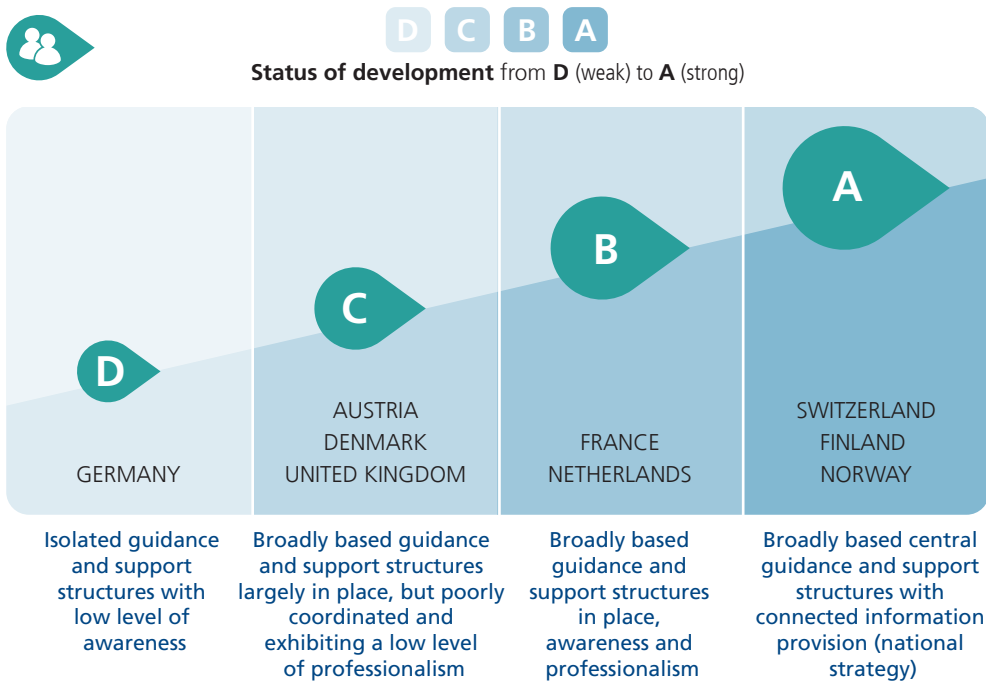 D C B A
Status of development from D (weak) to A (strong)
D
C
B
A
GERMANY
AUSTRIA
DENMARK
UNITED KINGDOM
FRANCE
NETHERLANDS
SWITZERLAND
FINLAND
NORWAY
Isolated guidance
and support
structures with
low level of
awareness
Broadly based guidance
and support structures
largely in place, but poorly
coordinated and
exhibiting a low level
of professionalism
Broadly based
guidance and
support structures
in place,
awareness and
professionalism
Broadly based central
guidance and support
structures with
connected information
provision (national
strategy)